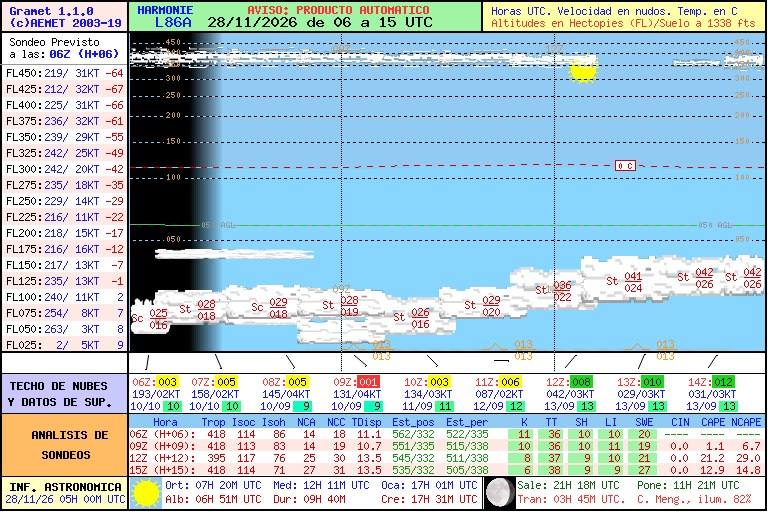 Gramet 1.1.0
(c)AEMET 2003-19
HARMONIE
L86A
AVISO: PRODUCTO AUTOMATICO
28/11/2026 de 06 a 15 UTC
Horas UTC. Velocidad en nudos. Temp. en C
Altitudes en Hectopies (FL)/Suelo a 1338 fts
Sondeo Previsto
a las: 06Z (H+06)
FL450: 219/ 31KT -64
FL425: 212/ 32KT -67
FL400: 225/ 31KT -66
FL375: 236/ 32KT -61
FL350: 239/ 29KT -55
FL325: 242/ 25KT -49
FL300: 242/ 20KT -42
FL275: 235/ 18KT -35
FL250: 229/ 14KT -29
FL225: 216/ 11KT -22
FL200: 218/ 15KT -17
FL175: 216/ 16KT -12
FL150: 217/ 13KT -7
FL125: 235/ 13KT -1
FL100: 240/ 11KT 2
FL075: 254/ 8KT 7
FL050: 263/ 3KT 8
FL025: 2/ 5KT 9
450 450
300 300
250 250
200 200
150 150
0 C
100 100
050 AGL 050 AGL
050 050
09Z
Sc 025 016
St 028 018
Sc 029 018
St 028 019
St 026 016
St 029 020
St 036 022
St 041 024
St 042 026
St 042 026
013 013 013
013 013 013
TECHO DE NUBES
Y DATOS DE SUP.
06Z: 003 07Z: 005 08Z: 005 09Z: 001 10Z: 003 11Z: 006 12Z: 008 13Z: 010 14Z: 012
193/02KT 158/02KT 145/04KT 131/04KT 134/03KT 087/02KT 042/03KT 029/03KT 031/03KT
10/10 10 10/10 10 10/09 9 10/09 9 11/09 11 12/09 12 13/09 13 13/09 13 13/09 13
ANALISIS DE
SONDEOS
Hora Trop Isoc Isoh NCA NCC TDisp Est_pos Est_per K TT SH LI SWE CIN CAPE NCAPE
06Z (H+06) 418 114 86 14 18 11.1 562/332 522/335 11 36 10 10 20 ---- ---- ----
09Z (H+09) 418 113 83 14 19 10.7 551/335 515/338 10 36 10 11 19 0.0 1.1 6.7
12Z (H+12) 395 117 76 25 30 13.5 545/332 511/335 8 37 9 10 21 0.0 21.2 29.0
15Z (H+15) 418 114 71 27 31 13.5 535/335 505/338 6 38 9 9 21 0.0 12.9 14.8
INF. ASTRONOMICA
28/11/26 05H 00M UTC
Ort: 07H 20M UTC Med: 12H 11M UTC Oca: 17H 01M UTC
Alb: 06H 51M UTC Dur: 09H 40M Cre: 17H 31M UTC
Sale: 21H 18M UTC Pone: 11H 21M UTC
Tran: 03H 45M UTC. C. Meng., ilum. 82%